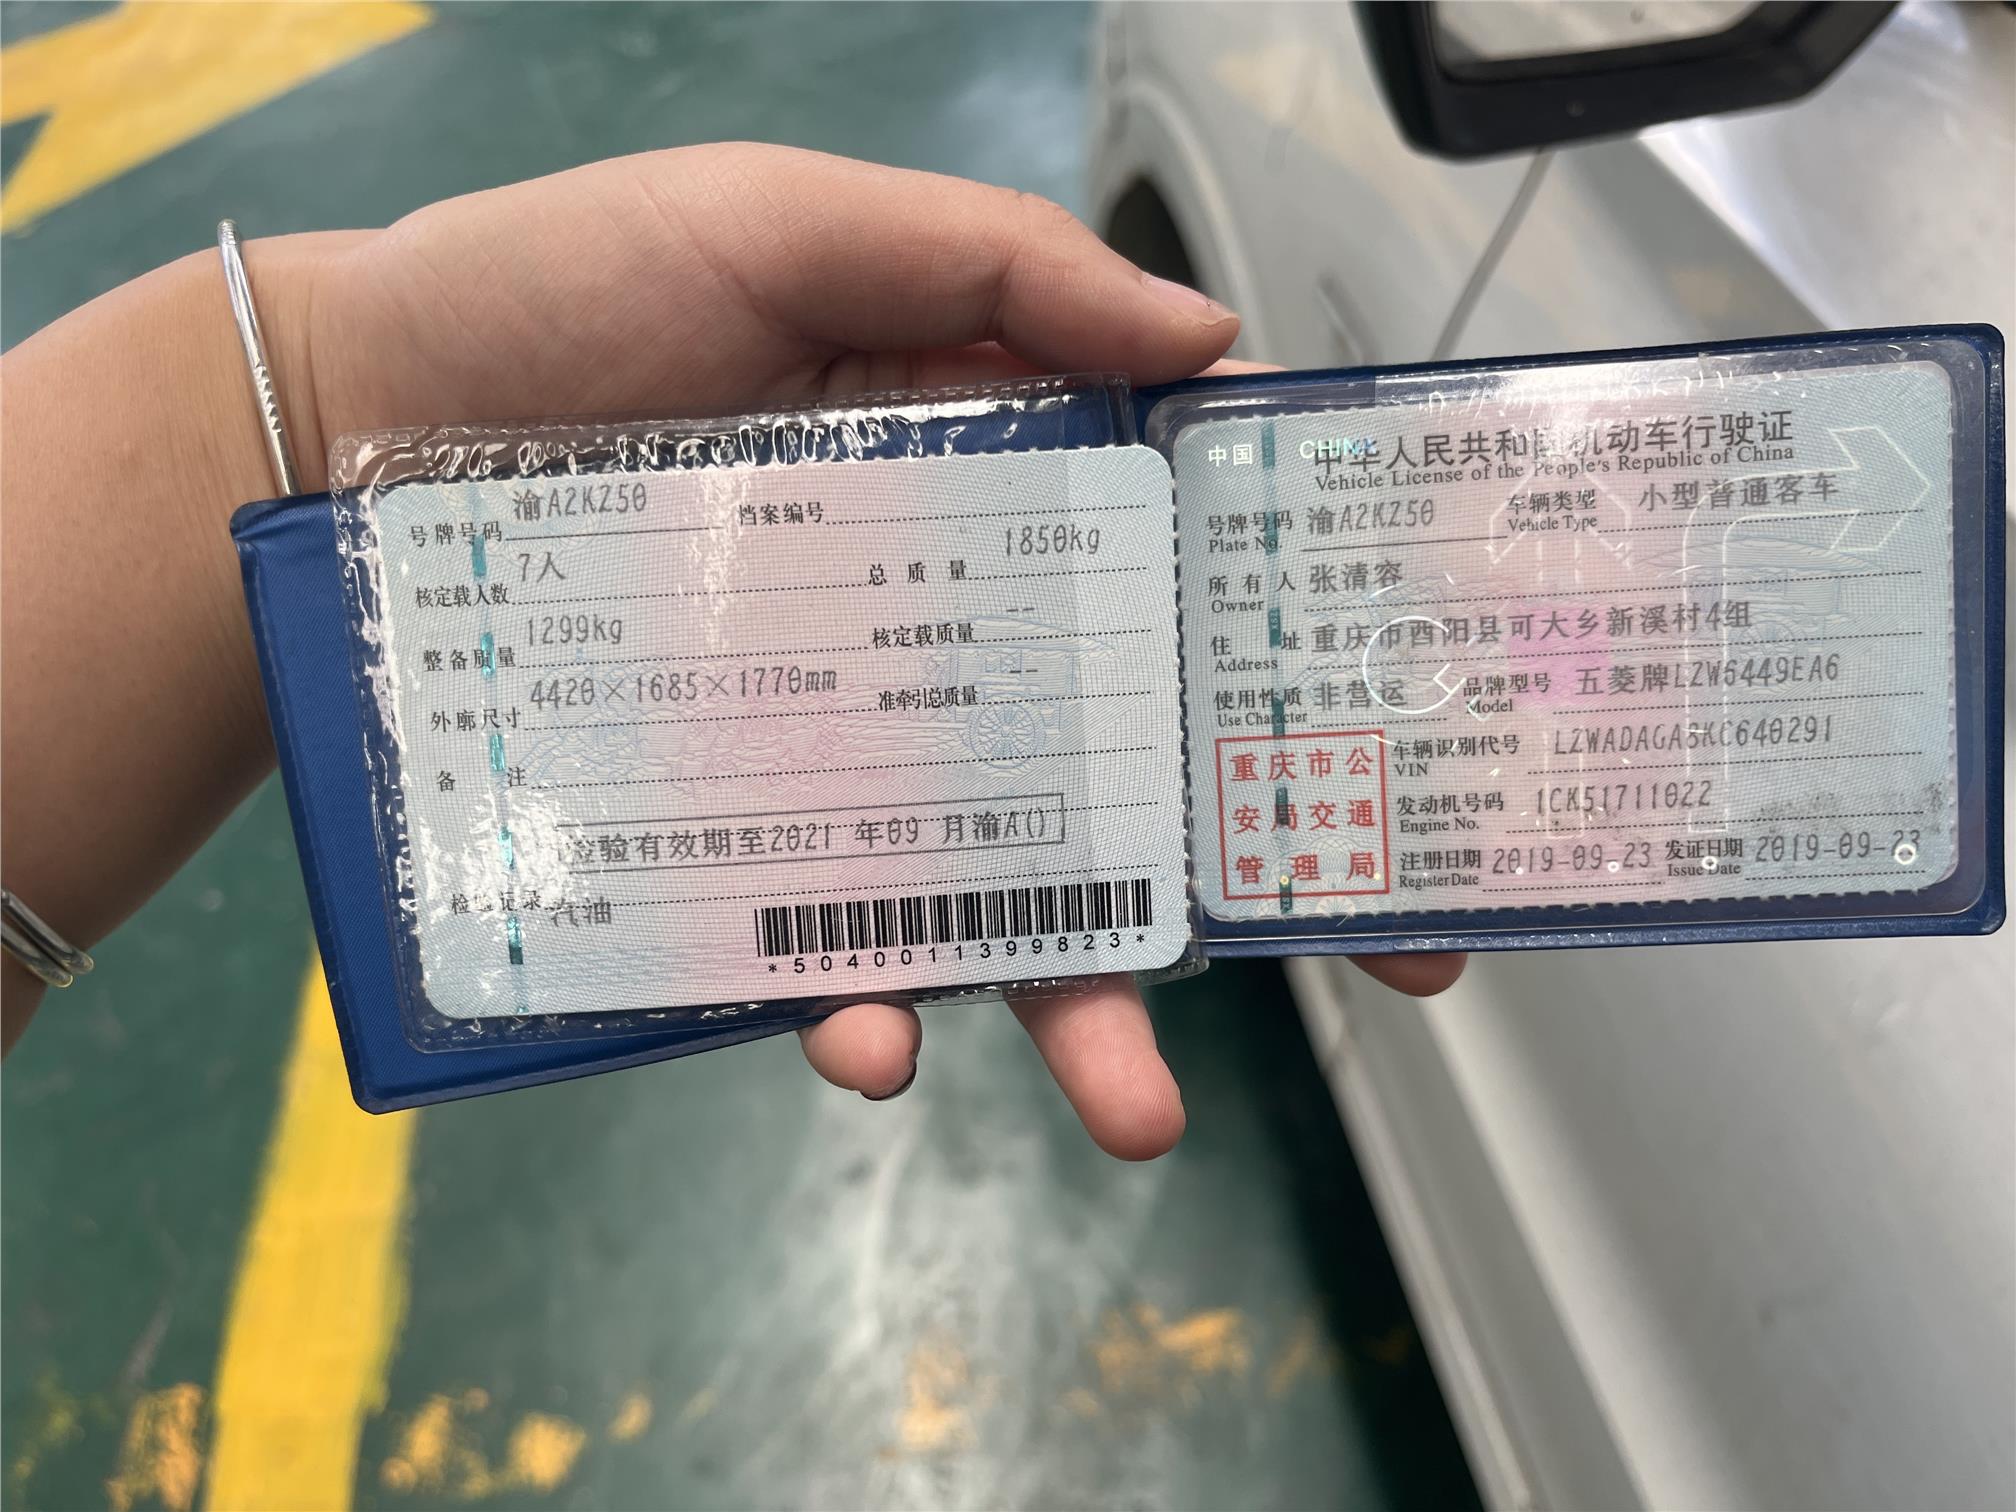 号牌号码 渝A2KZ50 档案编号
核定载人数 7人 总质量 1850kg
整备质量 1299kg 核定载质量 --
外廓尺寸 4420×1685×1770mm 准牵引总质量 --
备注
检验有效期至2021年09月渝A()
检验记录 汽油
*5040011399823*
中国 CHINA
中华人民共和国机动车行驶证
Vehicle License of the People's Republic of China
号牌号码 渝A2KZ50 车辆类型 小型普通客车
Plate No. Vehicle Type
所有人 张清容
Owner
住址 重庆市酉阳县可大乡新溪村4组
Address
使用性质 非营运 品牌型号 五菱牌LZW6449EA6
Use Character Model
重庆市公
安局交通
管理局
车辆识别代号 LZWADAGA8KC640291
VIN
发动机号码 1CK51711022
Engine No.
注册日期 2019-09-23 发证日期 2019-09-23
Register Date Issue Date